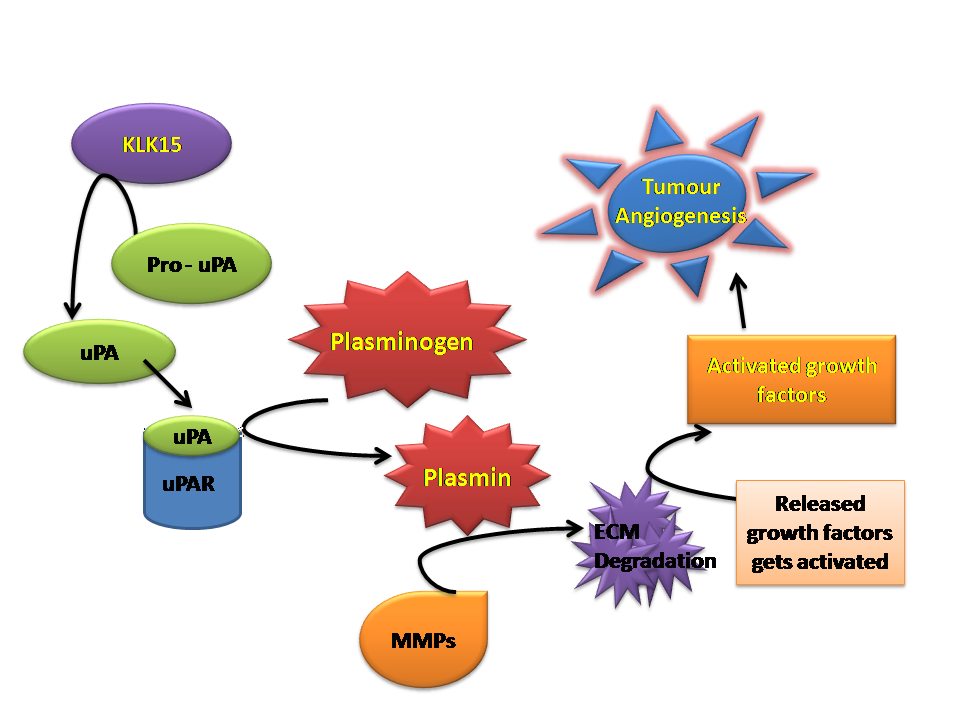 KLK15
Pro - uPA
uPA
uPA
uPAR
Plasminogen
Plasmin
MMPs
ECM
Degradation
Released
growth factors
gets activated
Activated growth
factors
Tumour
Angiogenesis